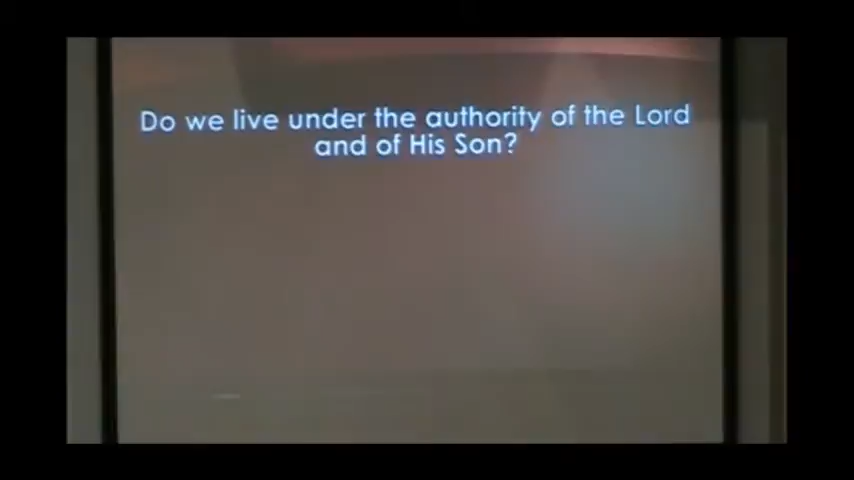 Do we live under the authority of the Lord
and of His Son?